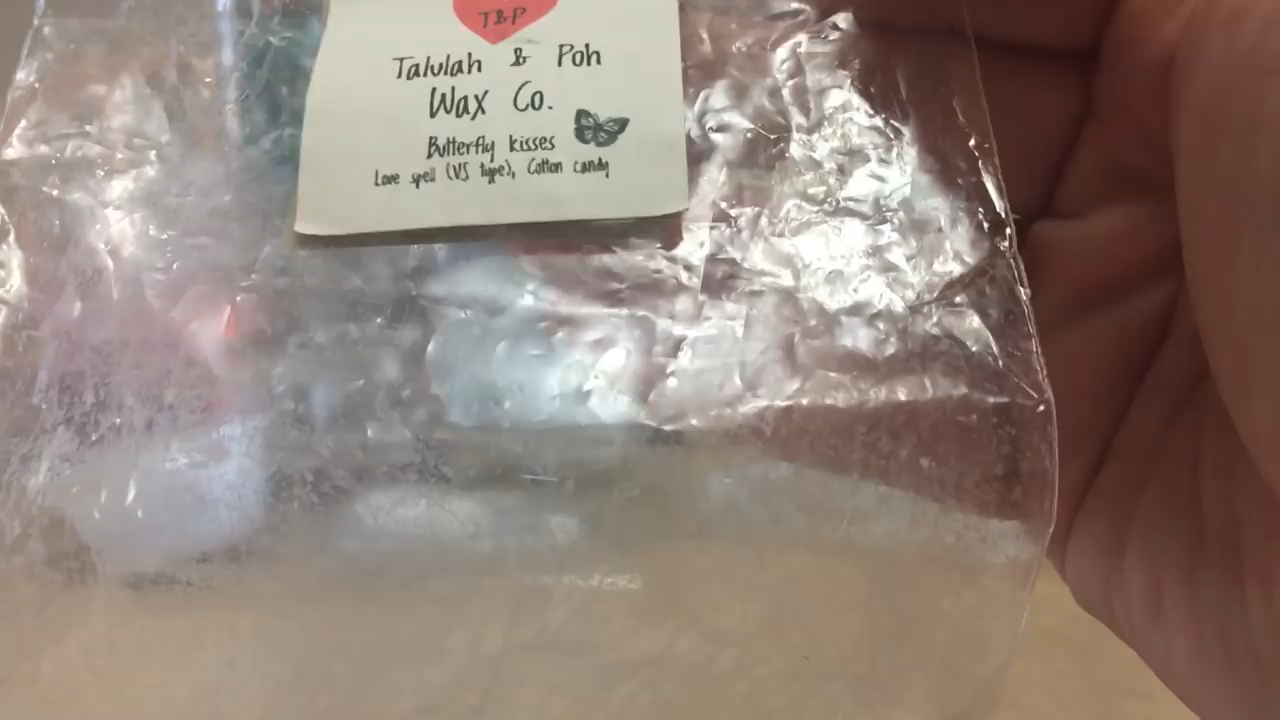 T&P
Talulah & Poh
Wax Co.
Butterfly kisses
Love spell (VS type), Cotton candy